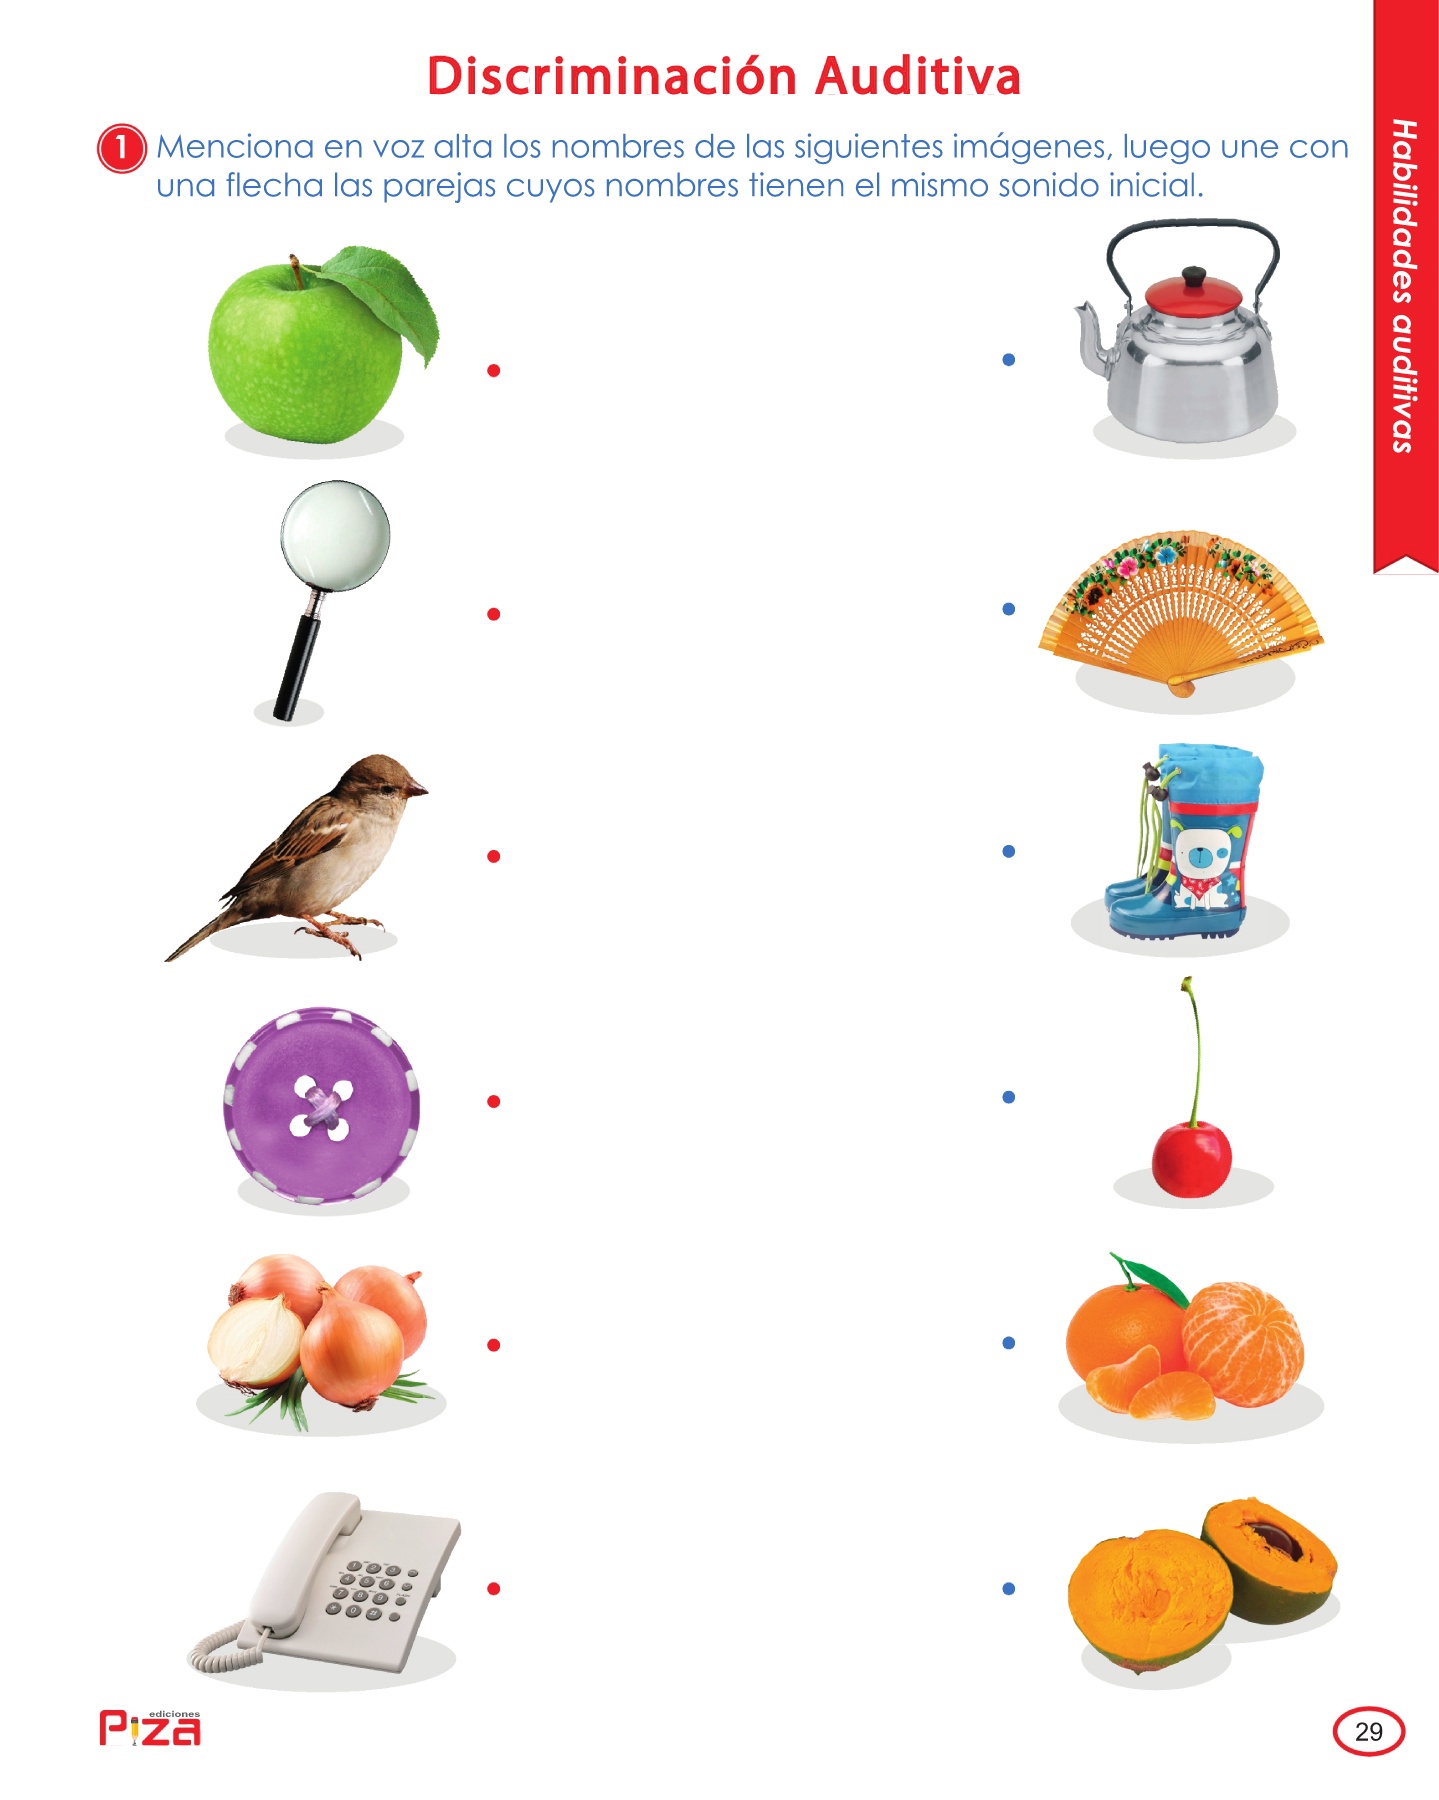 Discriminación Auditiva
1 Menciona en voz alta los nombres de las siguientes imágenes, luego une con
una flecha las parejas cuyos nombres tienen el mismo sonido inicial.
Habilidades auditivas
ediciones
Piza
29